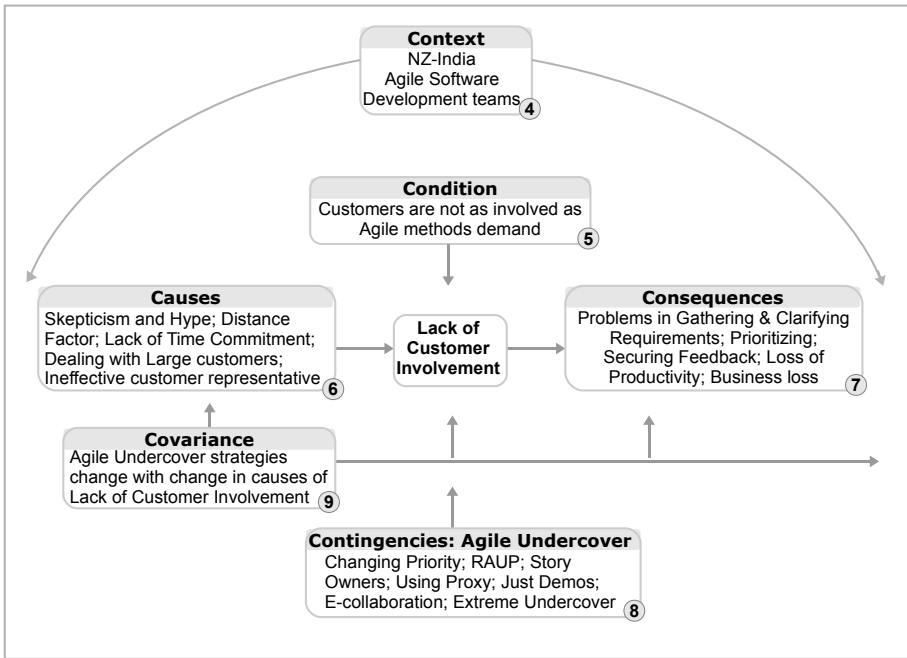 Context
NZ-India
Agile Software
Development teams
4
Condition
Customers are not as involved as
Agile methods demand
5
Causes
Skepticism and Hype; Distance
Factor; Lack of Time Commitment;
Dealing with Large customers;
Ineffective customer representative
6
Lack of
Customer
Involvement
Consequences
Problems in Gathering & Clarifying
Requirements; Prioritizing;
Securing Feedback; Loss of
Productivity; Business loss
7
Covariance
Agile Undercover strategies
change with change in causes of
Lack of Customer Involvement
9
Contingencies: Agile Undercover
Changing Priority; RAUP; Story
Owners; Using Proxy; Just Demos;
E-collaboration; Extreme Undercover
8